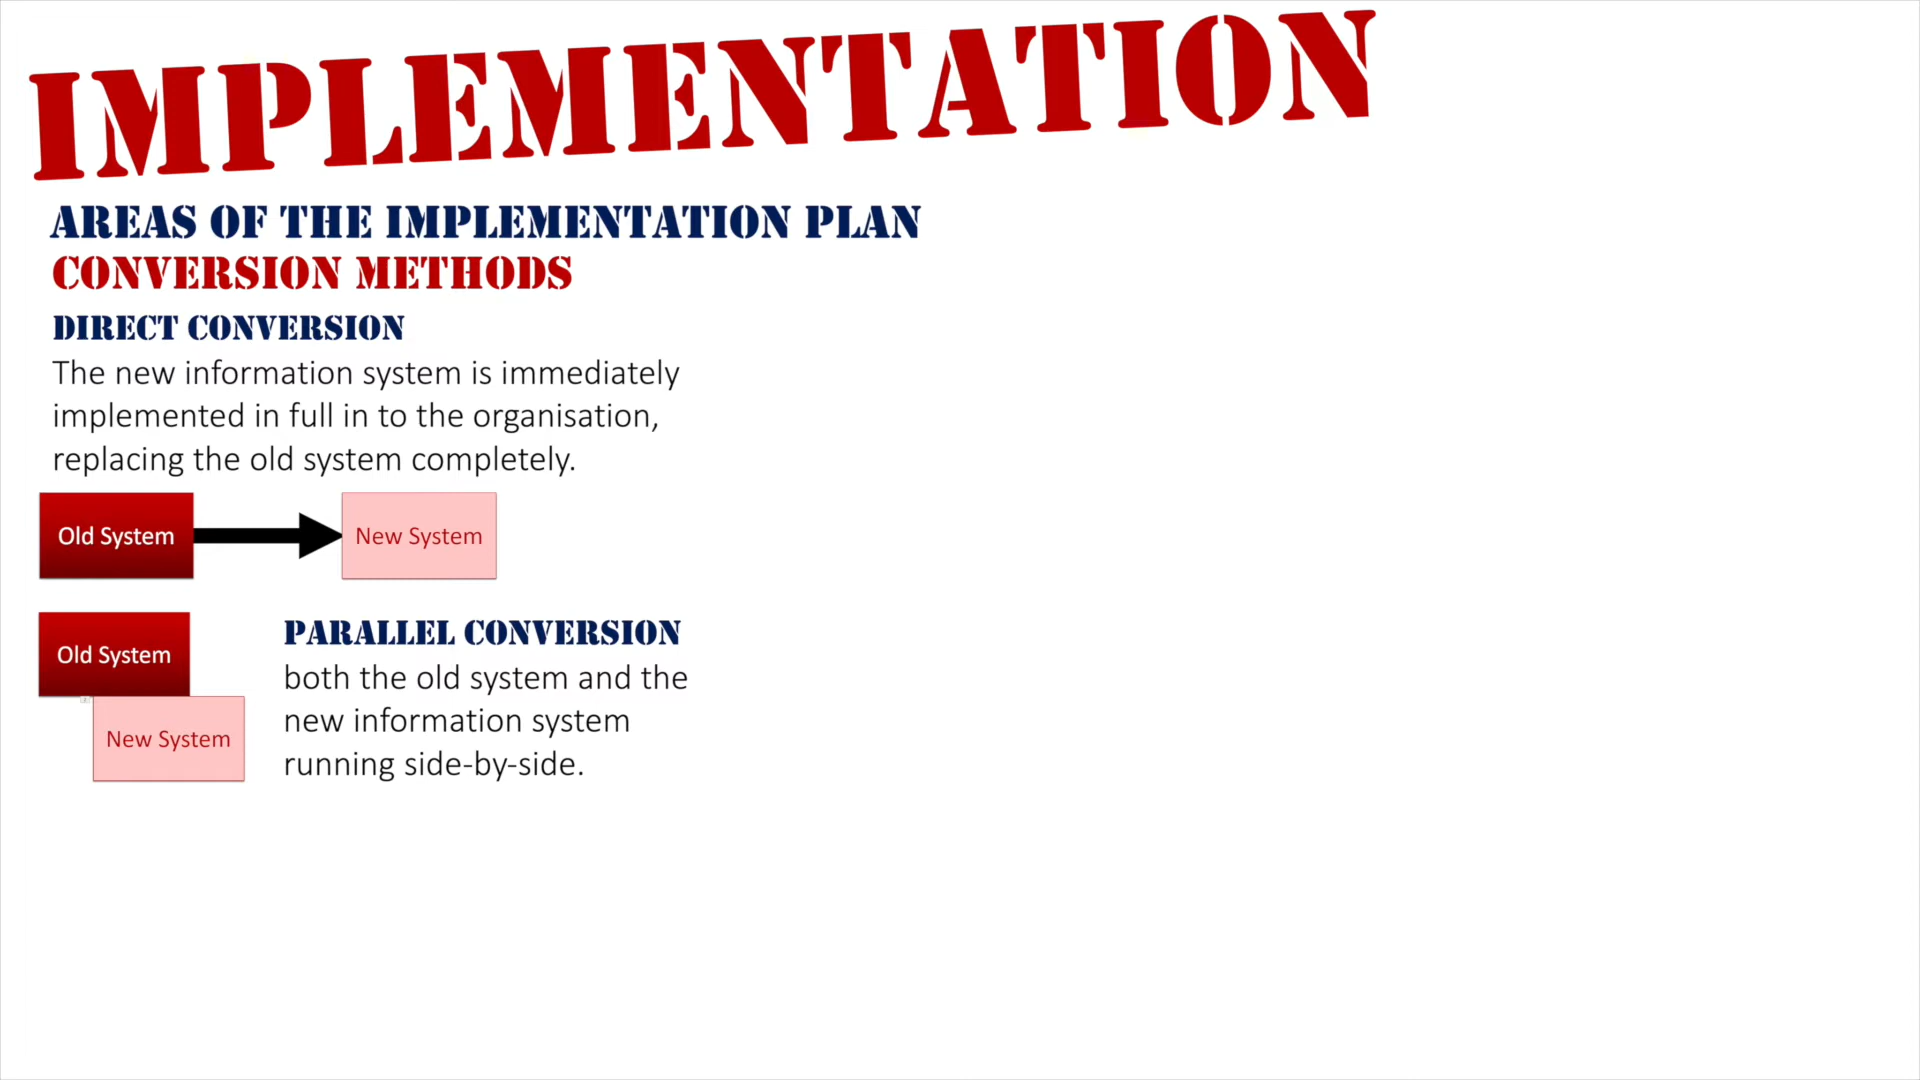 IMPLEMENTATION
AREAS OF THE IMPLEMENTATION PLAN
CONVERSION METHODS
DIRECT CONVERSION
The new information system is immediately
implemented in full in to the organisation,
replacing the old system completely.
Old System
New System
Old System
New System
PARALLEL CONVERSION
both the old system and the
new information system
running side-by-side.